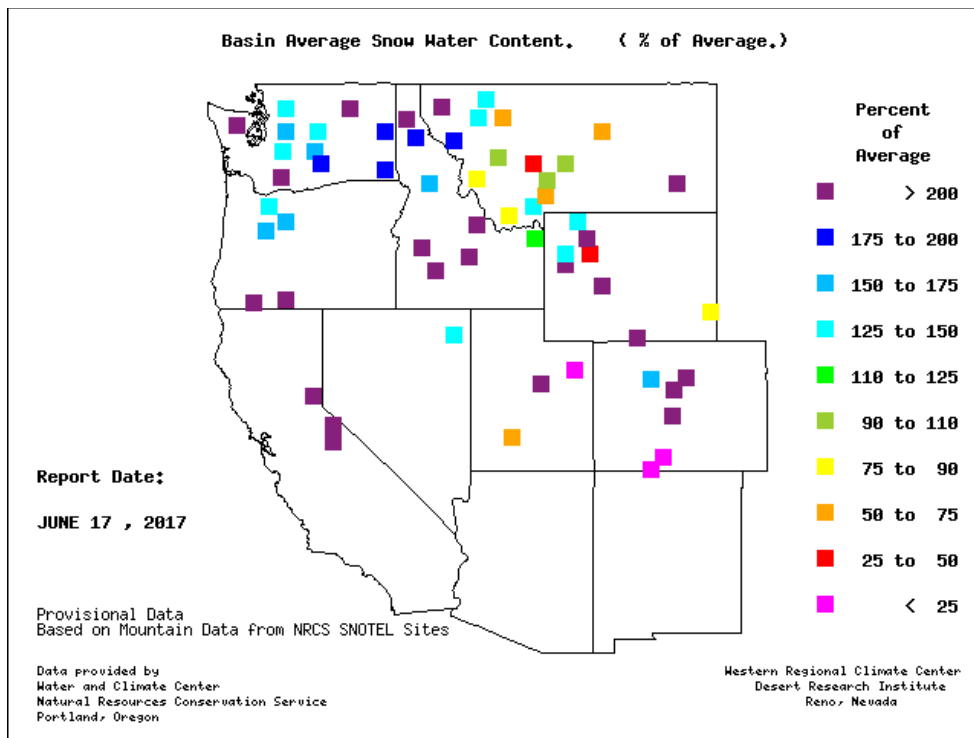 Basin Average Snow Water Content.    ( % of Average.)
Percent
of
Average
> 200
175 to 200
150 to 175
125 to 150
110 to 125
90 to 110
75 to 90
50 to 75
25 to 50
< 25
Report Date:
JUNE 17 , 2017
Provisional Data
Based on Mountain Data from NRCS SNOTEL Sites
Data provided by
Water and Climate Center
Natural Resources Conservation Service
Portland, Oregon
Western Regional Climate Center
Desert Research Institute
Reno, Nevada